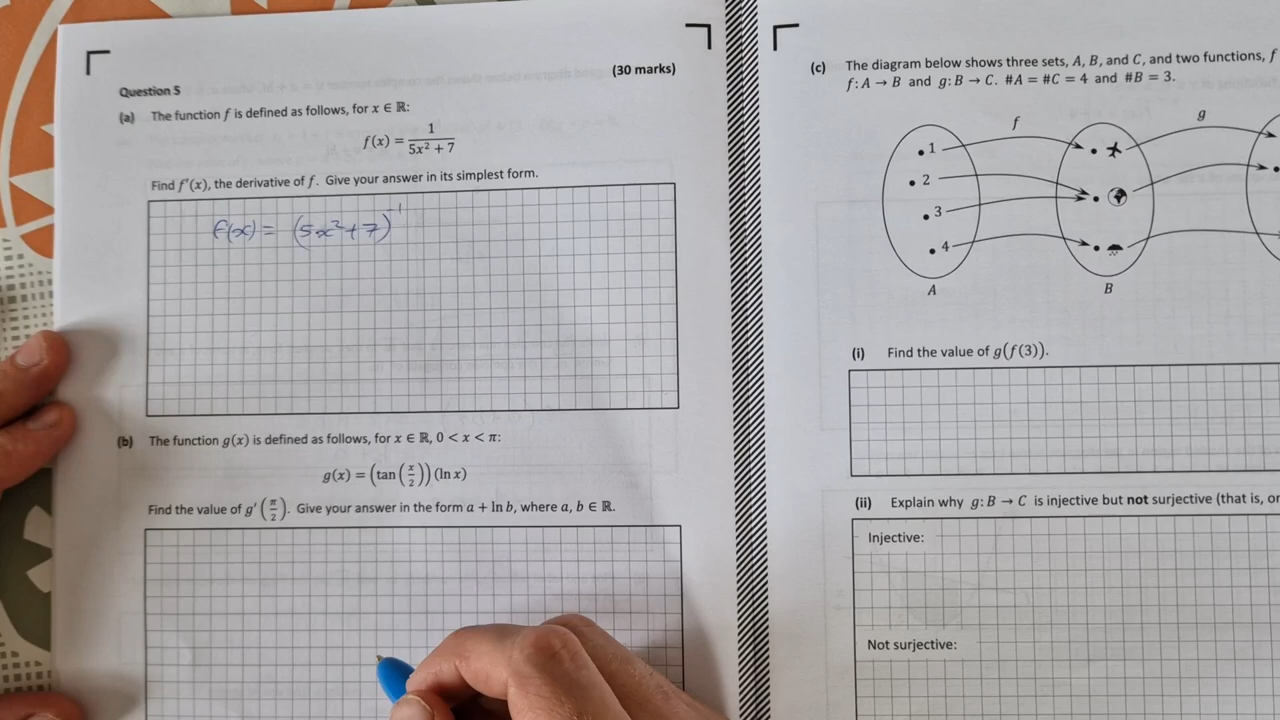 (30 marks)
Question 5
(a) The function f is defined as follows, for x ∈ ℝ:
f(x) = 1/(5x² + 7)
Find f′(x), the derivative of f. Give your answer in its simplest form.
f(x) = (5x²+7)⁻¹
(b) The function g(x) is defined as follows, for x ∈ ℝ, 0 < x < π:
g(x) = (tan(x/2)) (ln x)
Find the value of g′(π/2). Give your answer in the form a + ln b, where a, b ∈ ℝ.
(c) The diagram below shows three sets, A, B, and C, and two functions, f
f: A → B and g: B → C. #A = #C = 4 and #B = 3.
f
g
1
2
3
4
A
B
(i) Find the value of g(f(3)).
(ii) Explain why g: B → C is injective but not surjective (that is, or
Injective:
Not surjective: